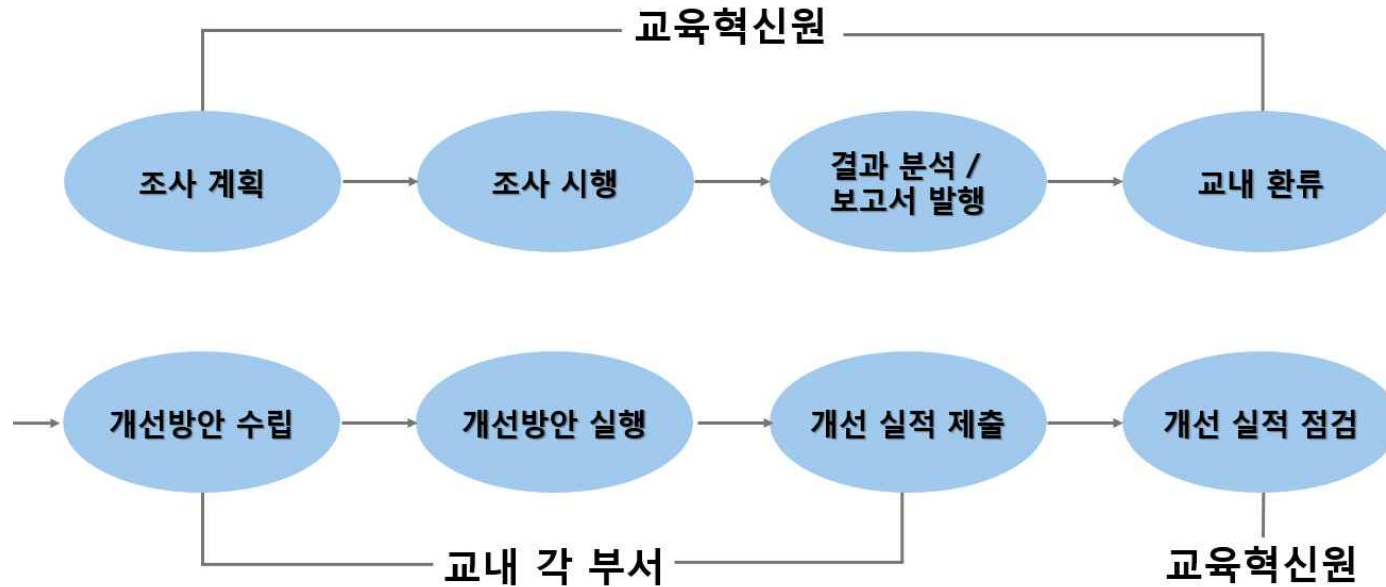 교육혁신원
조사 계획
조사 시행
결과 분석 /
보고서 발행
교내 환류
개선방안 수립
개선방안 실행
개선 실적 제출
개선 실적 점검
교내 각 부서
교육혁신원